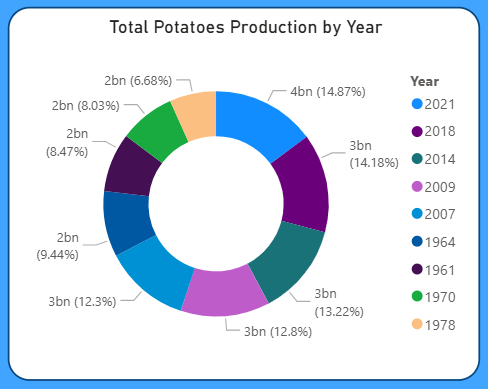 Total Potatoes Production by Year
2bn (6.68%)
4bn (14.87%)
Year
2bn (8.03%)
2021
2bn
(8.47%)
3bn
(14.18%)
2018
2014
2009
2007
2bn
(9.44%)
1964
1961
3bn (12.3%)
3bn
(13.22%)
1970
3bn (12.8%)
1978